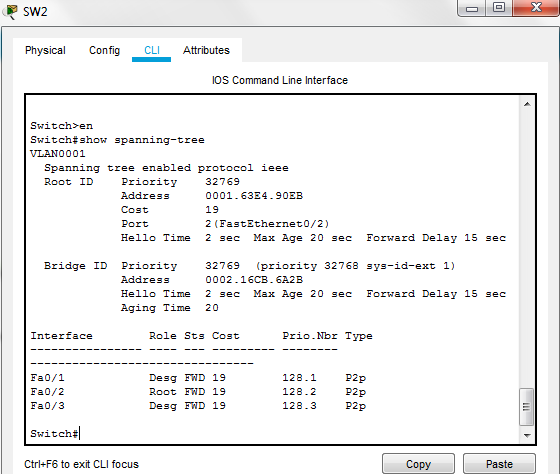 SW2
Physical Config CLI Attributes
IOS Command Line Interface
Switch>en
Switch#show spanning-tree
VLAN0001
  Spanning tree enabled protocol ieee
  Root ID    Priority    32769
             Address     0001.63E4.90EB
             Cost        19
             Port        2(FastEthernet0/2)
             Hello Time  2 sec  Max Age 20 sec  Forward Delay 15 sec
  Bridge ID  Priority    32769  (priority 32768 sys-id-ext 1)
             Address     0002.16CB.6A2B
             Hello Time  2 sec  Max Age 20 sec  Forward Delay 15 sec
             Aging Time  20
Interface        Role Sts Cost      Prio.Nbr Type
---------------- ---- --- --------- -------- 
--------------------------------
Fa0/1            Desg FWD 19        128.1    P2p
Fa0/2            Root FWD 19        128.2    P2p
Fa0/3            Desg FWD 19        128.3    P2p
Switch#
Ctrl+F6 to exit CLI focus Copy Paste